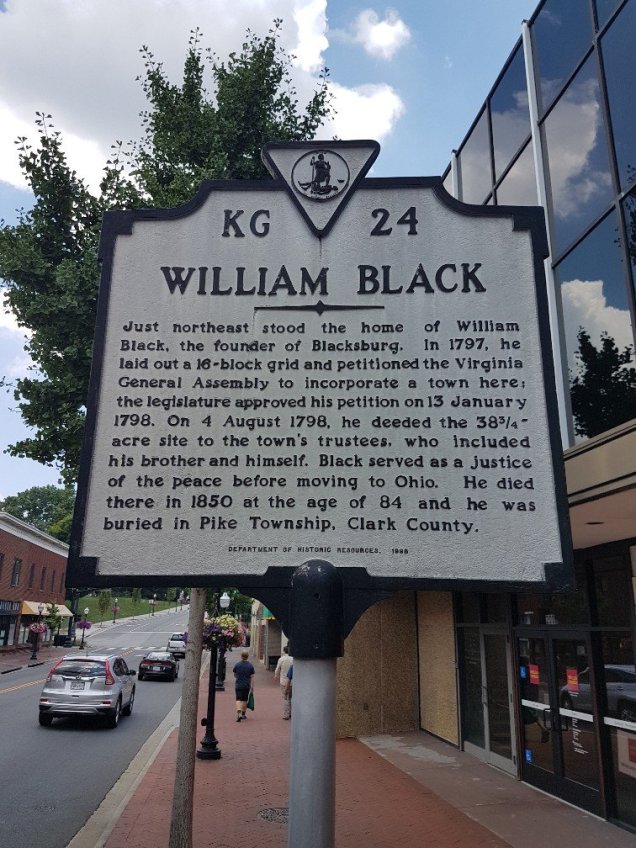 KG 24
WILLIAM BLACK
Just northeast stood the home of William
Black, the founder of Blacksburg. In 1797, he
laid out a 16-block grid and petitioned the Virginia
General Assembly to incorporate a town here;
the legislature approved his petition on 13 January
1798. On 4 August 1798, he deeded the 38¾-
acre site to the town's trustees, who included
his brother and himself. Black served as a justice
of the peace before moving to Ohio. He died
there in 1850 at the age of 84 and he was
buried in Pike Township, Clark County.
DEPARTMENT OF HISTORIC RESOURCES, 1998